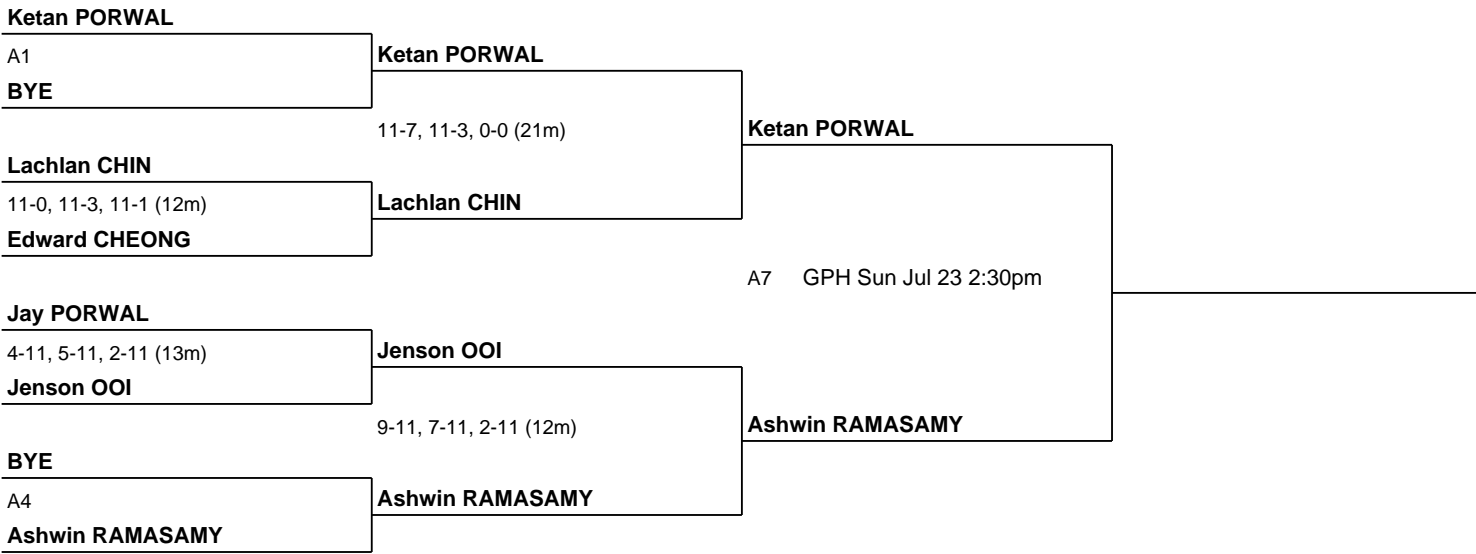 Ketan PORWAL
A1
Ketan PORWAL
BYE
11-7, 11-3, 0-0 (21m)
Ketan PORWAL
Lachlan CHIN
11-0, 11-3, 11-1 (12m)
Lachlan CHIN
Edward CHEONG
A7 GPH Sun Jul 23 2:30pm
Jay PORWAL
4-11, 5-11, 2-11 (13m)
Jenson OOI
Jenson OOI
9-11, 7-11, 2-11 (12m)
Ashwin RAMASAMY
BYE
A4
Ashwin RAMASAMY
Ashwin RAMASAMY